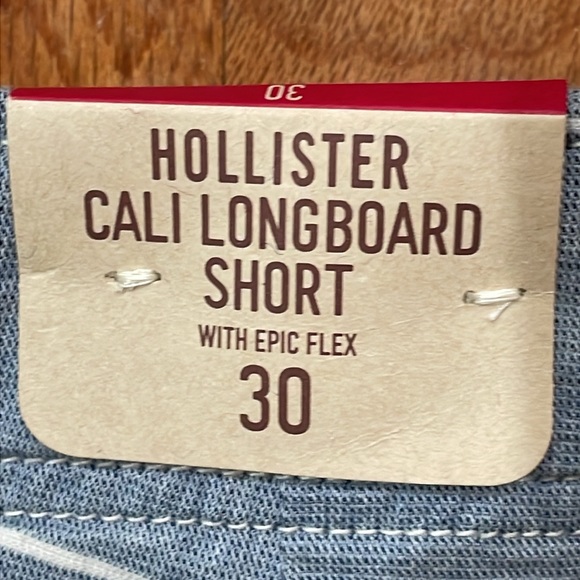 30
HOLLISTER
CALI LONGBOARD
SHORT
WITH EPIC FLEX
30